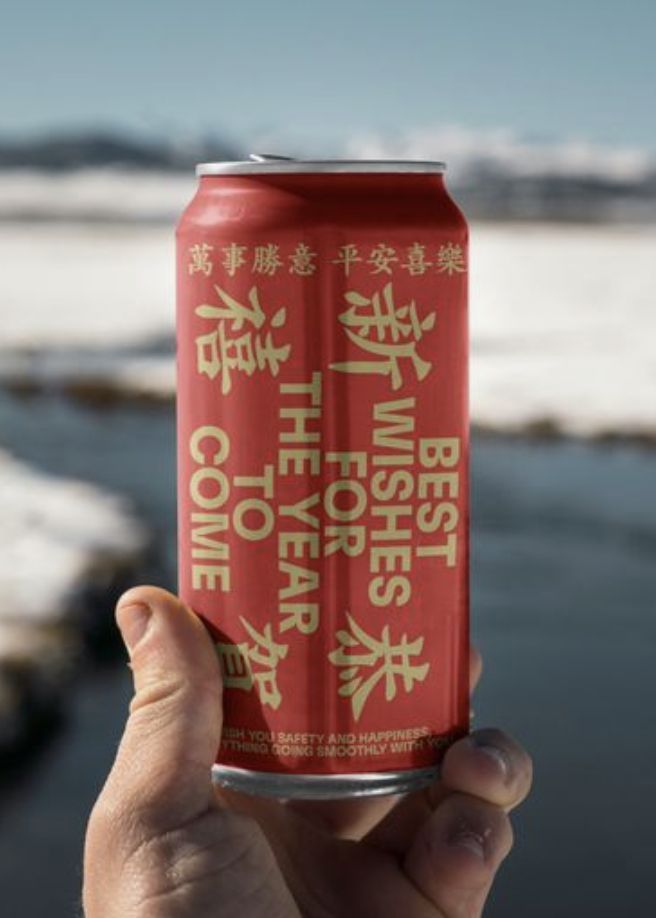 萬事勝意 平安喜樂
恭賀
新禧
BEST
WISHES
FOR
THE YEAR
TO
COME
YOU SAFETY AND HAPPINESS,
GOING SMOOTHLY WITH YOU